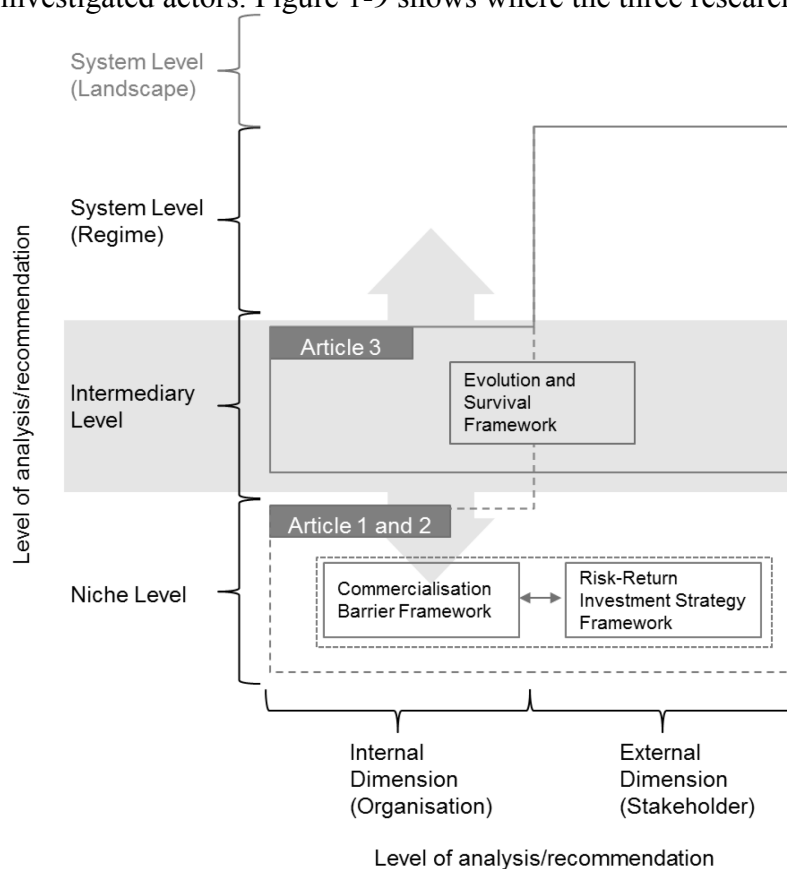 investigated actors. Figure 1-9 shows where the three research
System Level
(Landscape)
System Level
(Regime)
Level of analysis/recommendation
Article 3
Intermediary
Level
Evolution and
Survival
Framework
Article 1 and 2
Niche Level
Commercialisation
Barrier Framework
Risk-Return
Investment Strategy
Framework
Internal
Dimension
(Organisation)
External
Dimension
(Stakeholder)
Level of analysis/recommendation